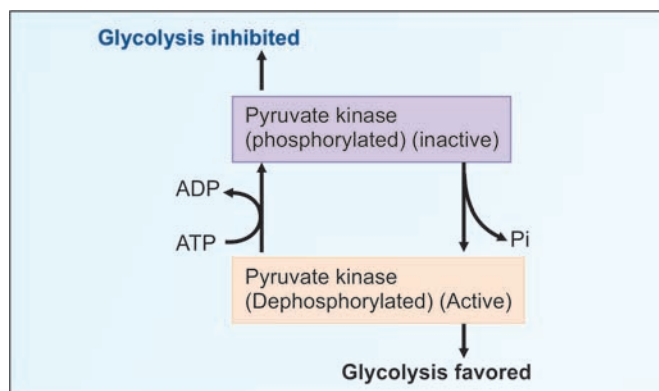 Glycolysis inhibited
Pyruvate kinase
(phosphorylated) (inactive)
ADP
ATP
Pi
Pyruvate kinase
(Dephosphorylated) (Active)
Glycolysis favored